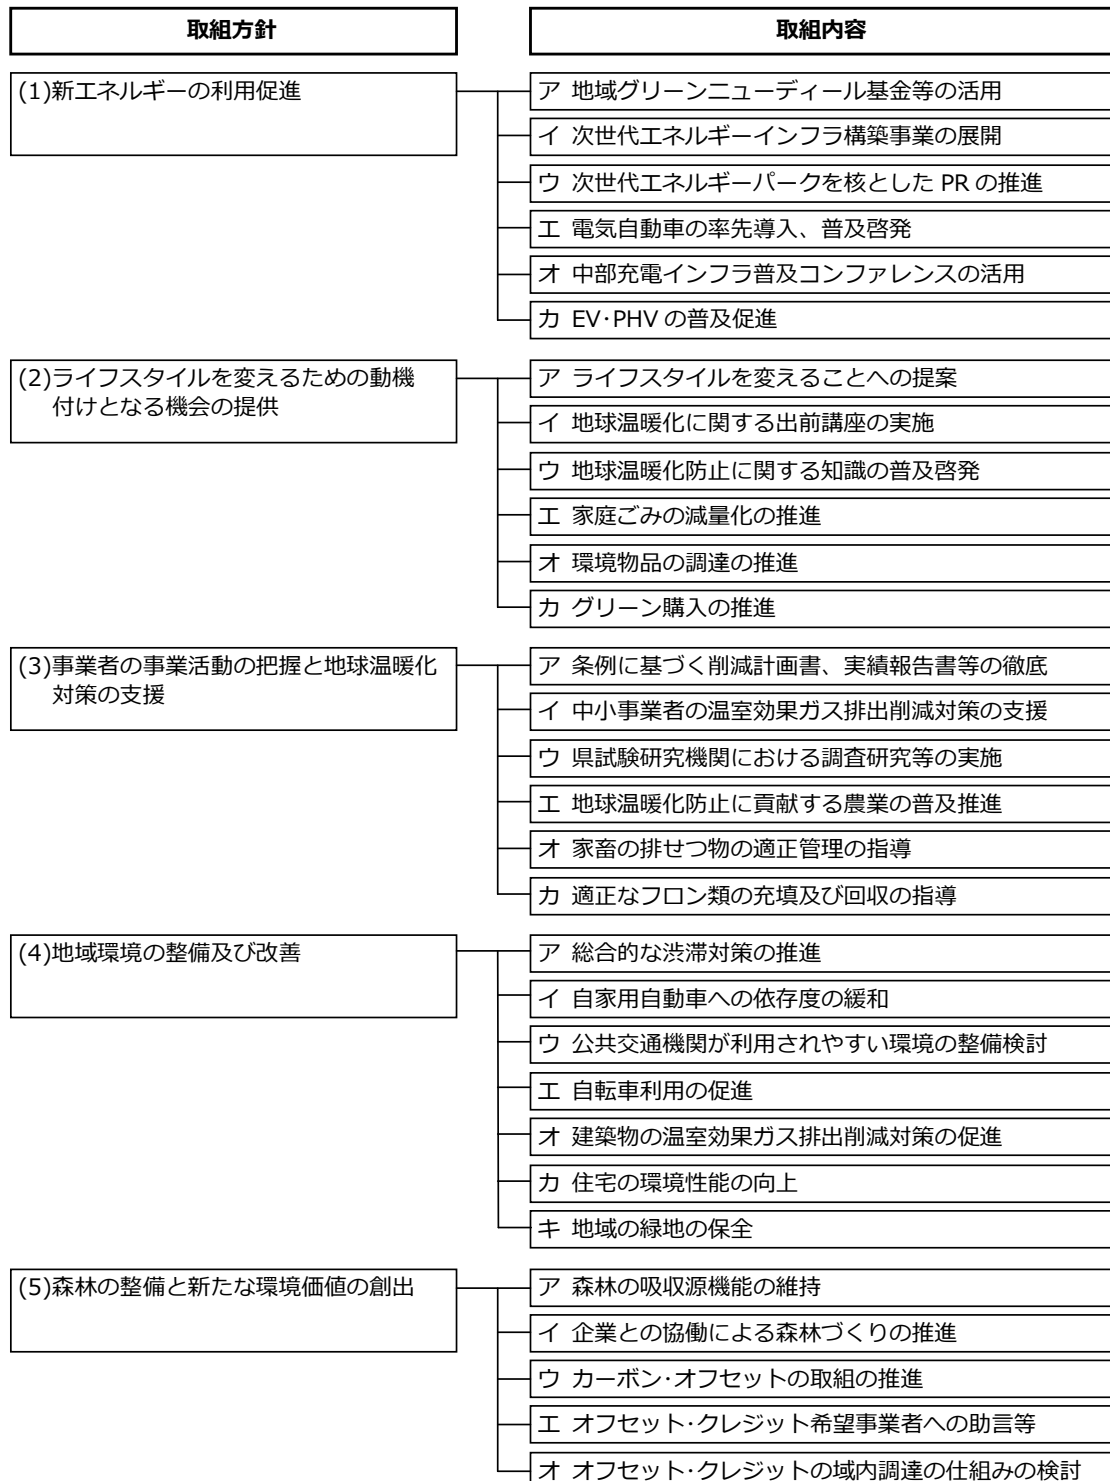 取組方針
取組内容
(1)新エネルギーの利用促進
ア 地域グリーンニューディール基金等の活用
イ 次世代エネルギーインフラ構築事業の展開
ウ 次世代エネルギーパークを核とした PR の推進
エ 電気自動車の率先導入、普及啓発
オ 中部充電インフラ普及コンファレンスの活用
カ EV･PHV の普及促進
(2)ライフスタイルを変えるための動機
付けとなる機会の提供
ア ライフスタイルを変えることへの提案
イ 地球温暖化に関する出前講座の実施
ウ 地球温暖化防止に関する知識の普及啓発
エ 家庭ごみの減量化の推進
オ 環境物品の調達の推進
カ グリーン購入の推進
(3)事業者の事業活動の把握と地球温暖化
対策の支援
ア 条例に基づく削減計画書、実績報告書等の徹底
イ 中小事業者の温室効果ガス排出削減対策の支援
ウ 県試験研究機関における調査研究等の実施
エ 地球温暖化防止に貢献する農業の普及推進
オ 家畜の排せつ物の適正管理の指導
カ 適正なフロン類の充填及び回収の指導
(4)地域環境の整備及び改善
ア 総合的な渋滞対策の推進
イ 自家用自動車への依存度の緩和
ウ 公共交通機関が利用されやすい環境の整備検討
エ 自転車利用の促進
オ 建築物の温室効果ガス排出削減対策の促進
カ 住宅の環境性能の向上
キ 地域の緑地の保全
(5)森林の整備と新たな環境価値の創出
ア 森林の吸収源機能の維持
イ 企業との協働による森林づくりの推進
ウ カーボン･オフセットの取組の推進
エ オフセット･クレジット希望事業者への助言等
オ オフセット･クレジットの域内調達の仕組みの検討